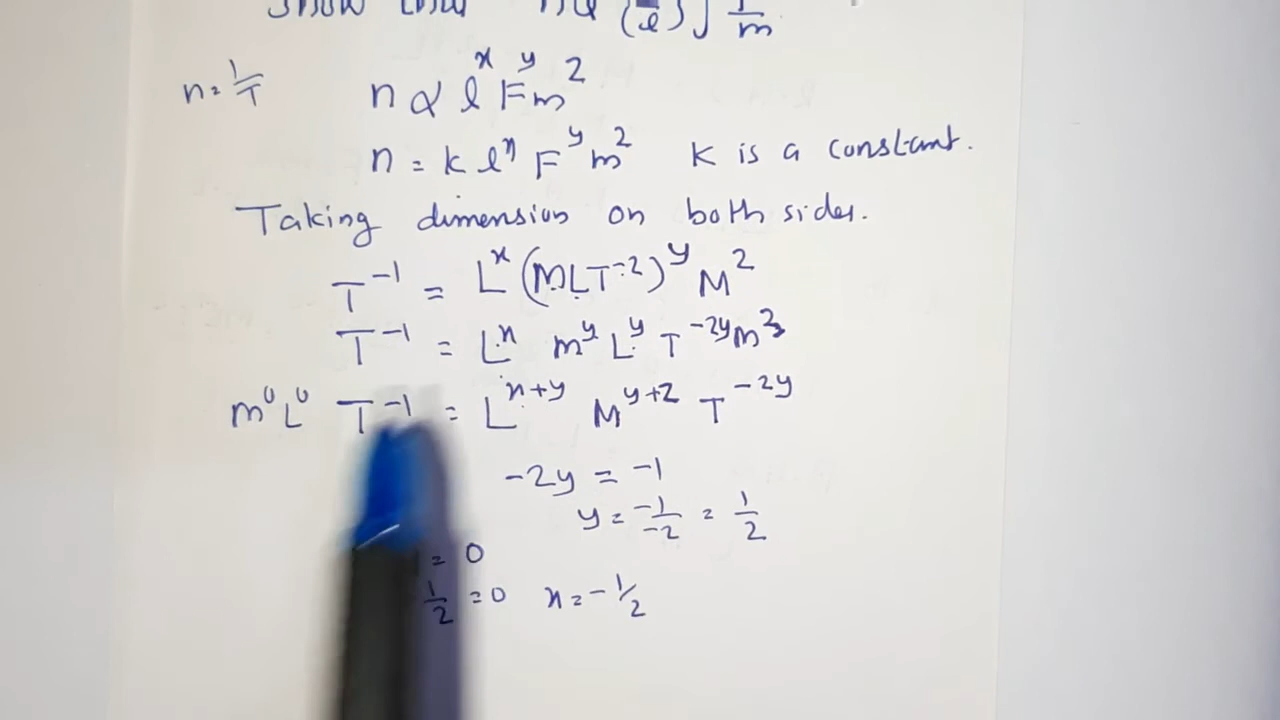 n = 1/T n ∝ l^x F^y m^2
n = k l^x F^y m^2 K is a constant.
Taking dimension on both sides.
T^-1 = L^x (MLT^-2)^y M^2
T^-1 = L^x m^y L^y T^-2y m^2
m^0 L^0 T^-1 = L^x+y M^y+2 T^-2y
-2y = -1
y = -1/-2 = 1/2
= 0
1/2 = 0 x = -1/2